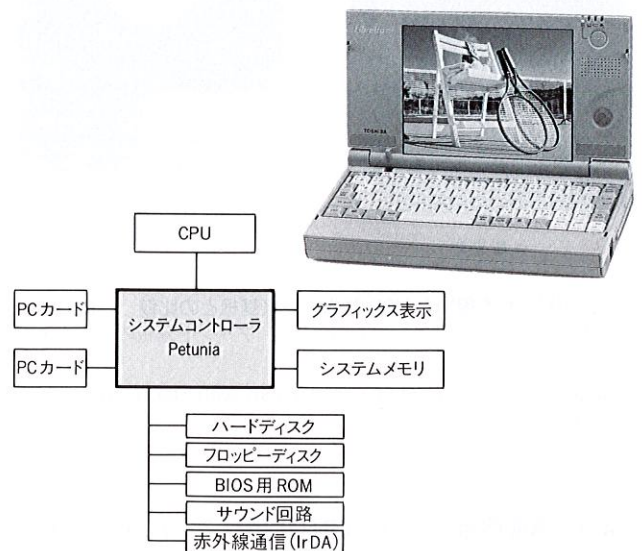 Libretto
TOSHIBA
CPU
PCカード
システムコントローラ
Petunia
グラフィックス表示
PCカード
システムメモリ
ハードディスク
フロッピーディスク
BIOS用ROM
サウンド回路
赤外線通信(IrDA)